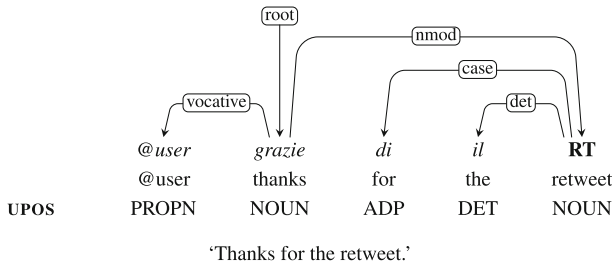 root
nmod
case
vocative
det
@user grazie di il RT
@user thanks for the retweet
UPOS PROPN NOUN ADP DET NOUN
‘Thanks for the retweet.’